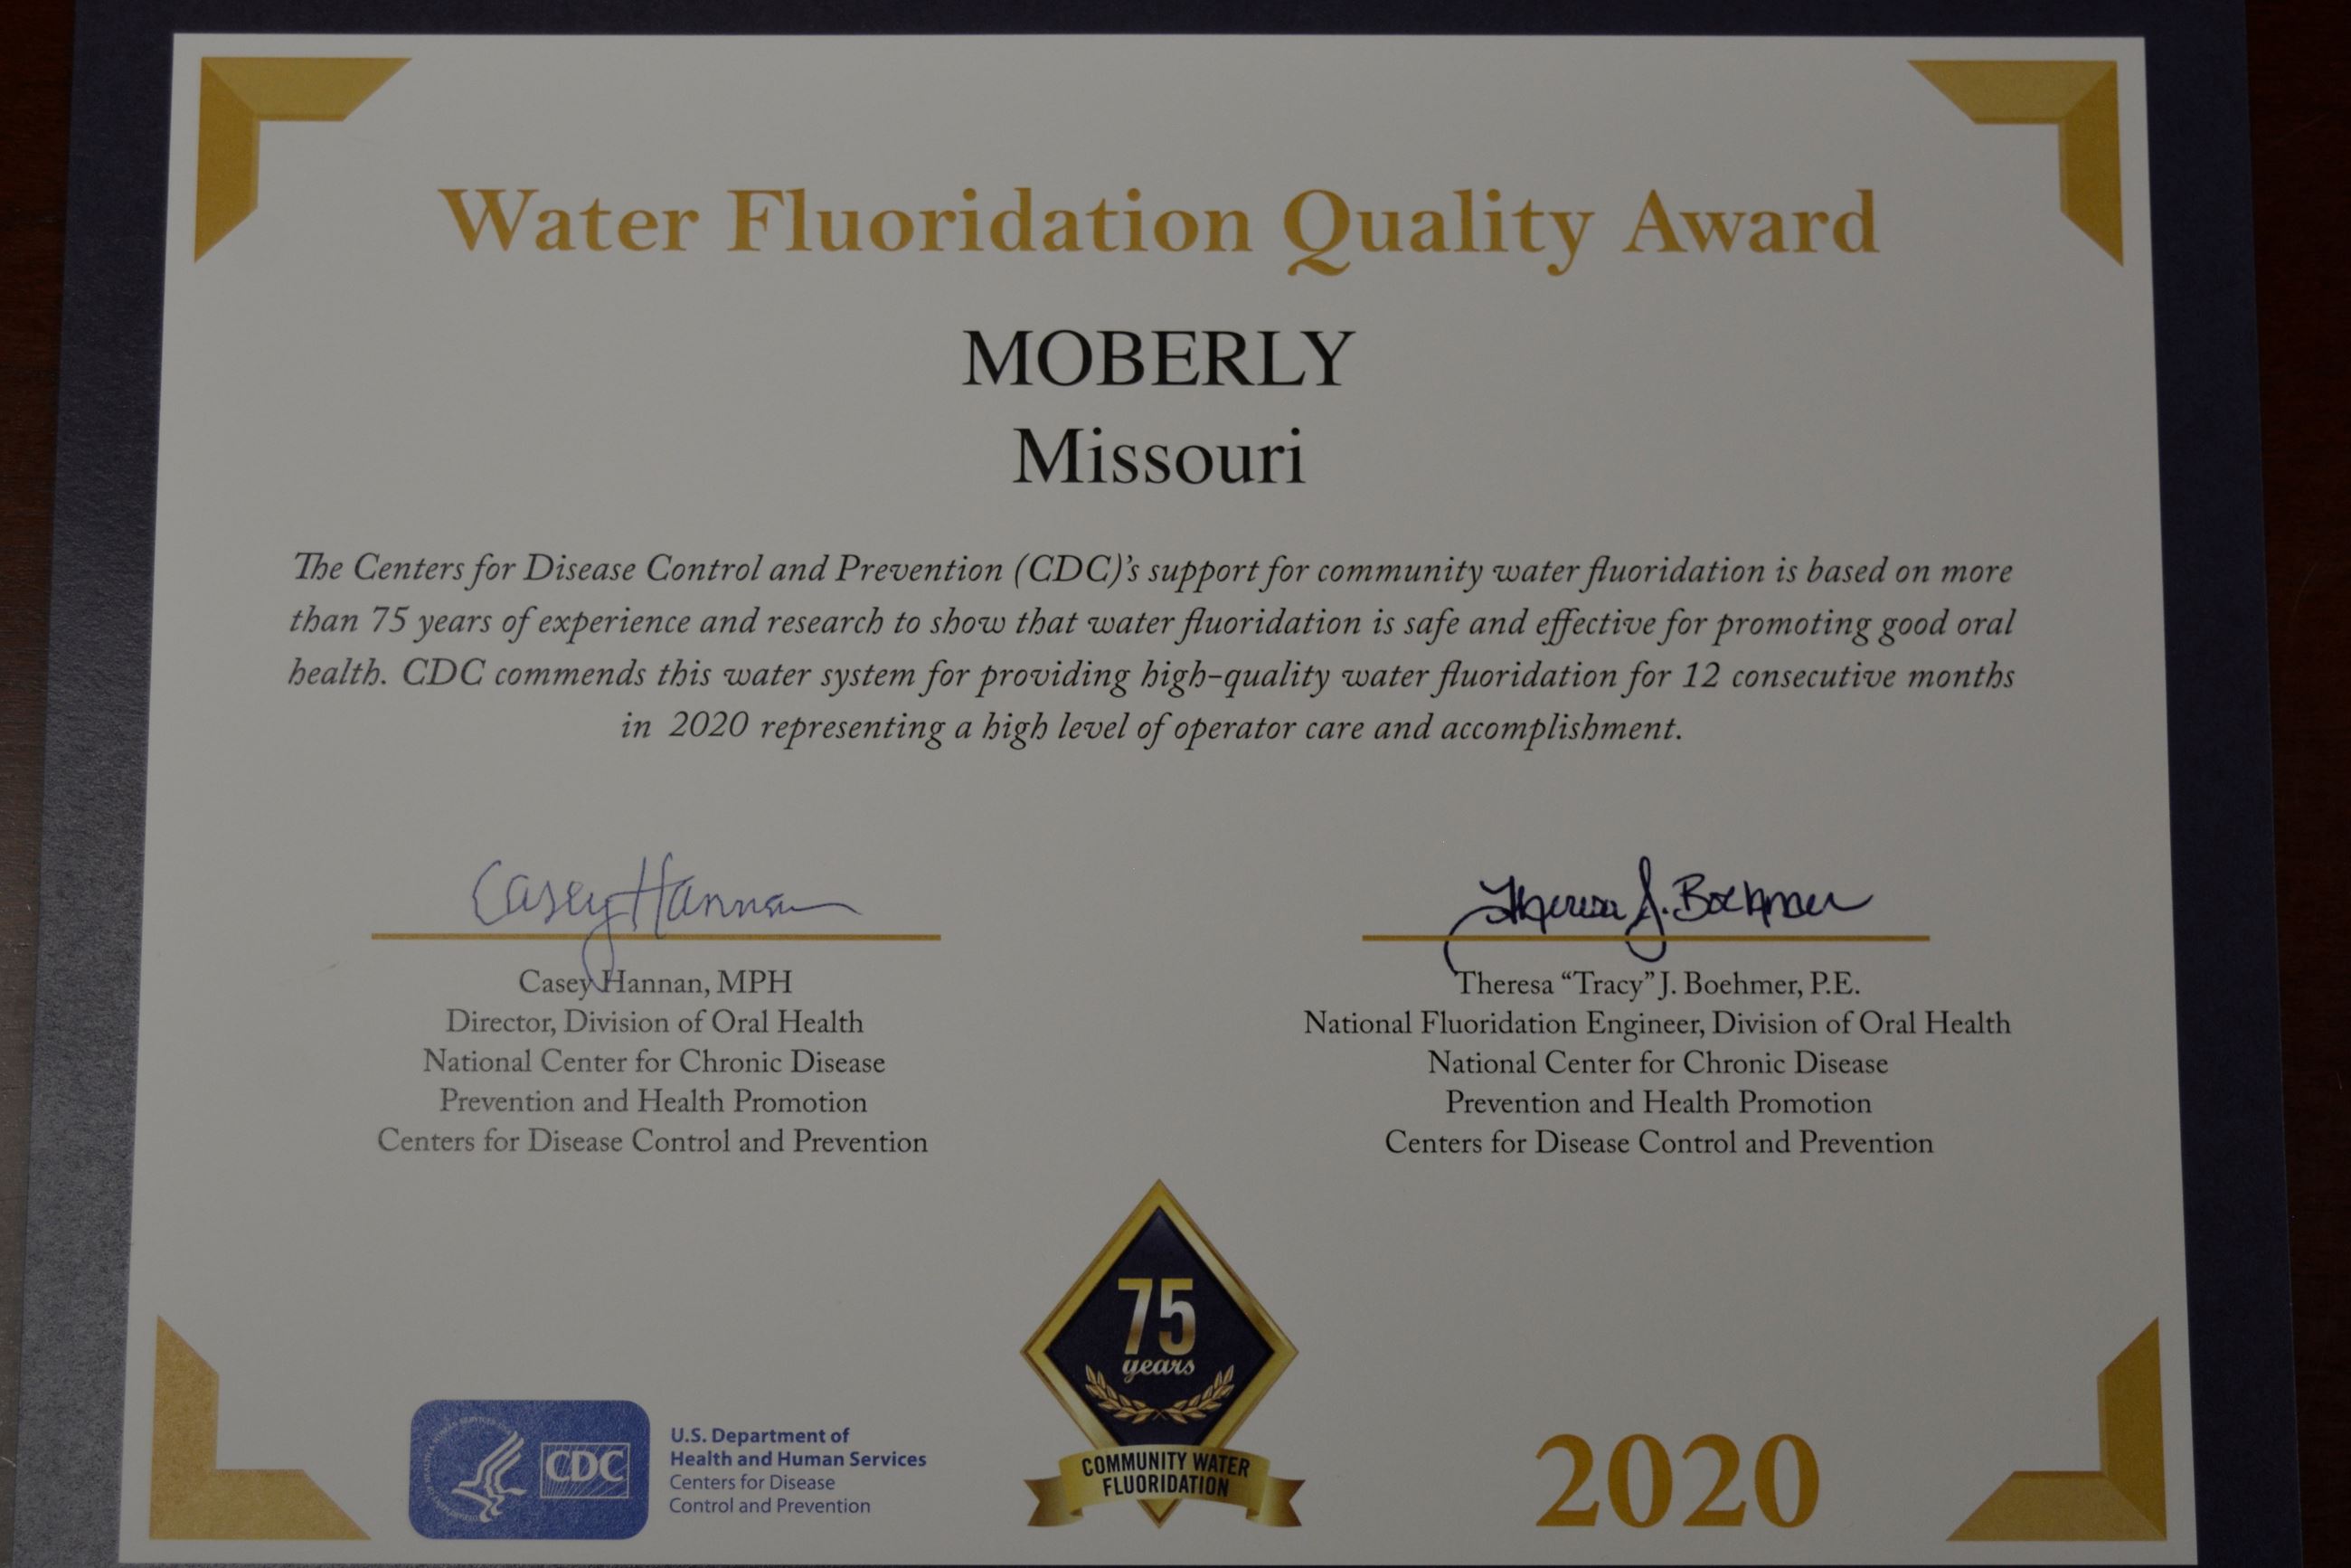 Water Fluoridation Quality Award
MOBERLY
Missouri
The Centers for Disease Control and Prevention (CDC)'s support for community water fluoridation is based on more
than 75 years of experience and research to show that water fluoridation is safe and effective for promoting good oral
health. CDC commends this water system for providing high-quality water fluoridation for 12 consecutive months
in 2020 representing a high level of operator care and accomplishment.
Casey Hannan
Casey Hannan, MPH
Director, Division of Oral Health
National Center for Chronic Disease
Prevention and Health Promotion
Centers for Disease Control and Prevention
Theresa J. Boehmer
Theresa “Tracy” J. Boehmer, P.E.
National Fluoridation Engineer, Division of Oral Health
National Center for Chronic Disease
Prevention and Health Promotion
Centers for Disease Control and Prevention
CDC
U.S. Department of
Health and Human Services
Centers for Disease
Control and Prevention
75
years
COMMUNITY WATER
FLUORIDATION
2020